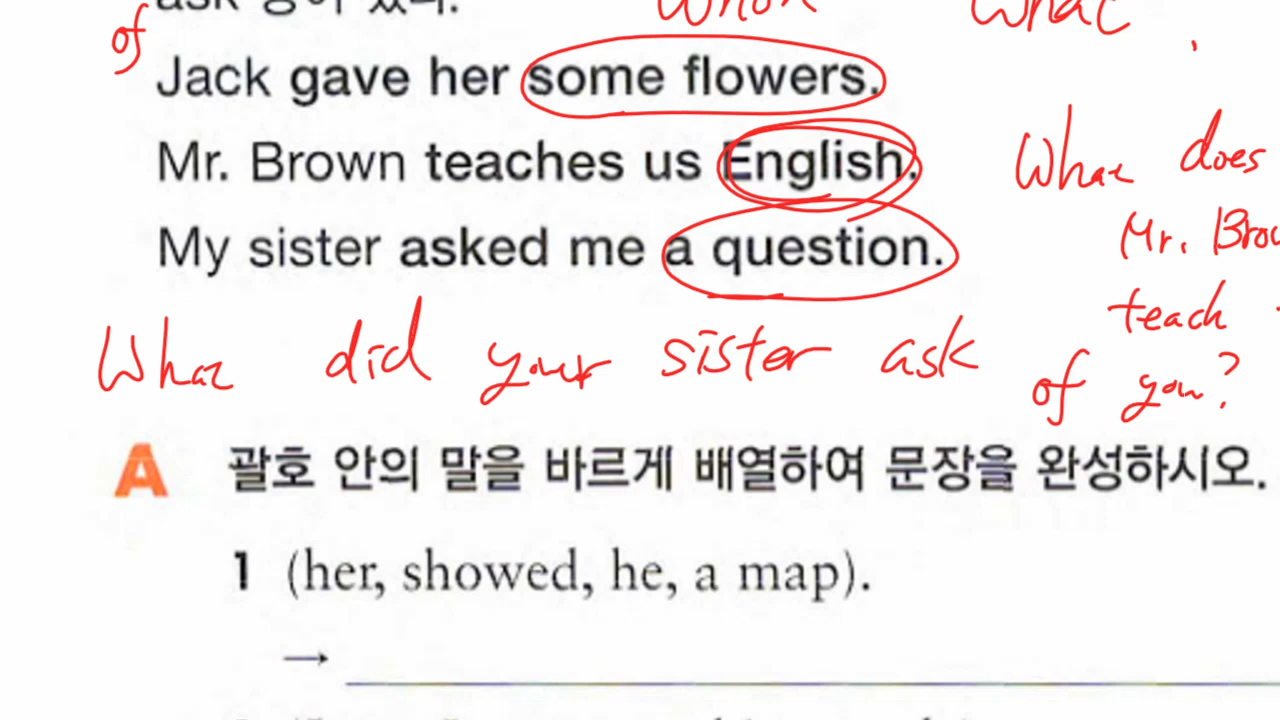 of
Jack gave her some flowers.
Mr. Brown teaches us English.
My sister asked me a question.
What does
Mr.
teach
What did your sister ask of you?
A 괄호 안의 말을 바르게 배열하여 문장을 완성하시오.
1 (her, showed, he, a map).
→